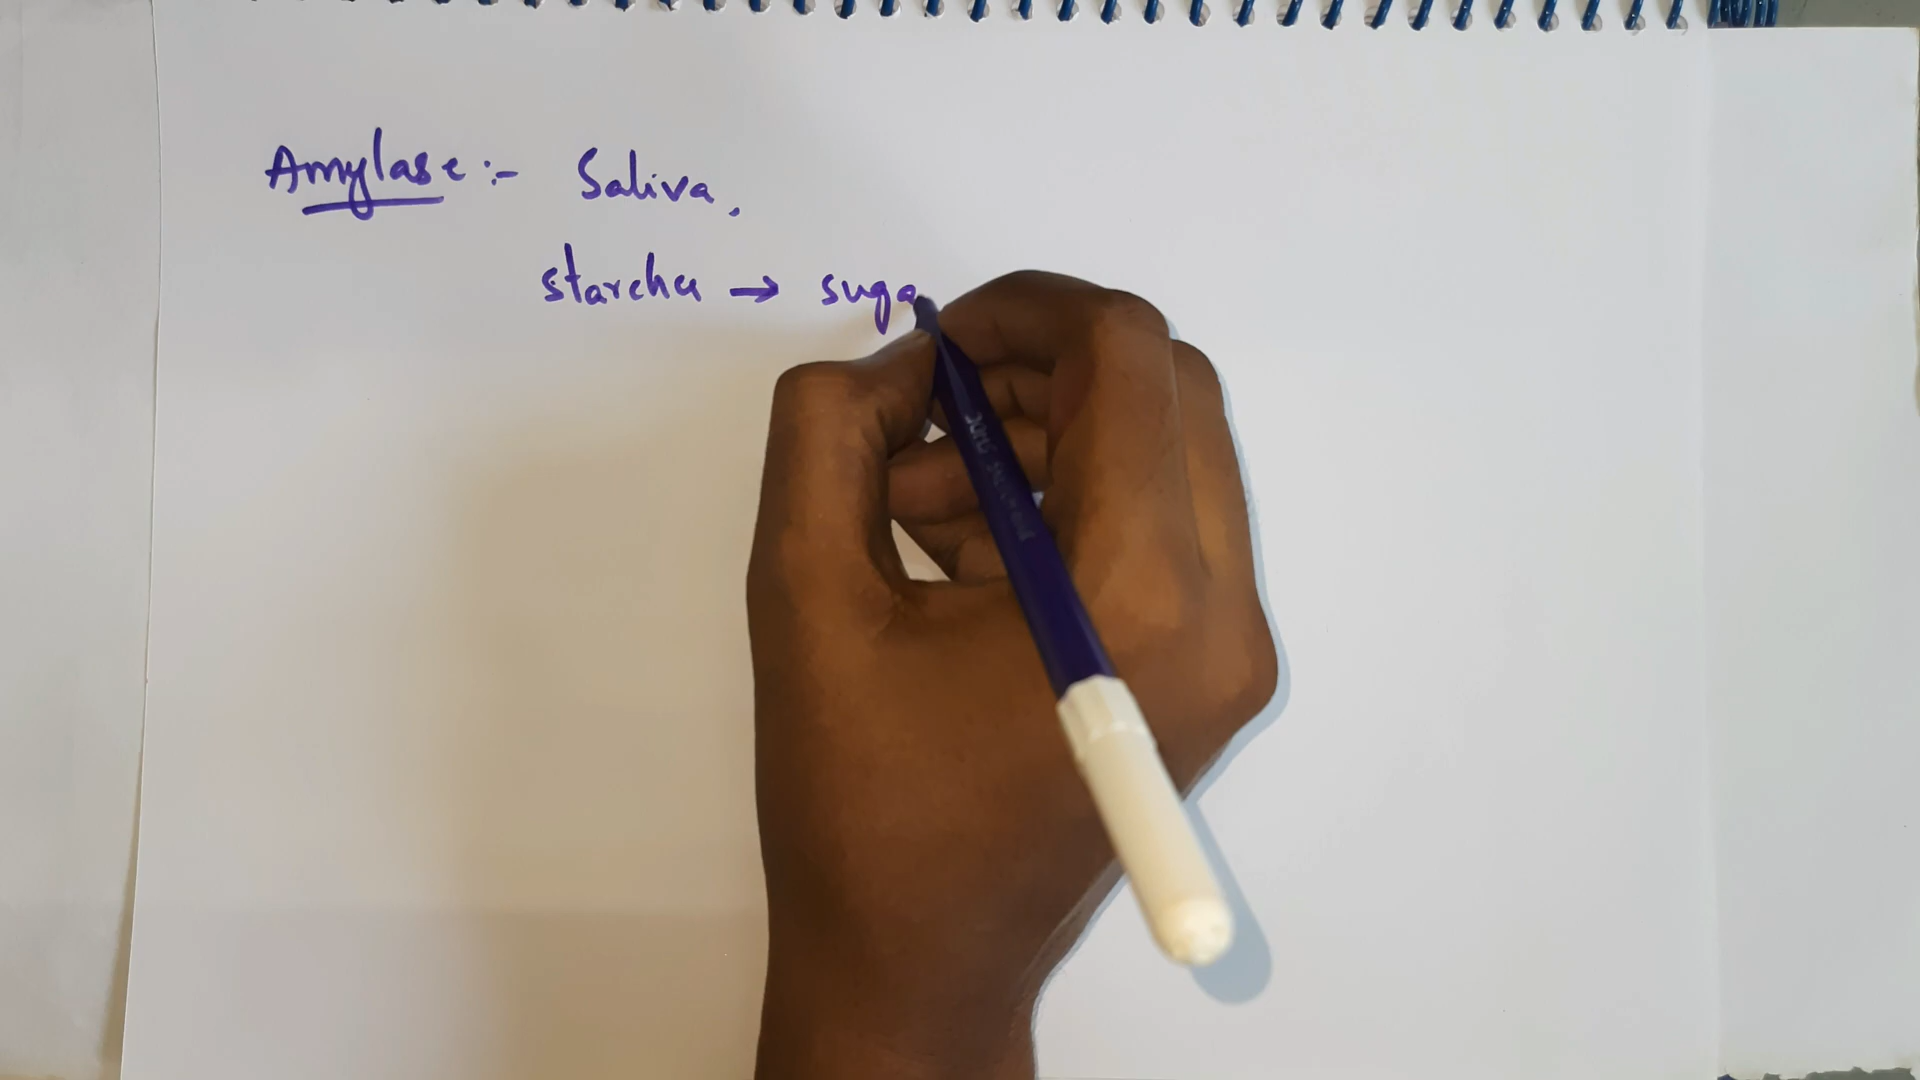 Amylase :- Saliva,
starches → suga